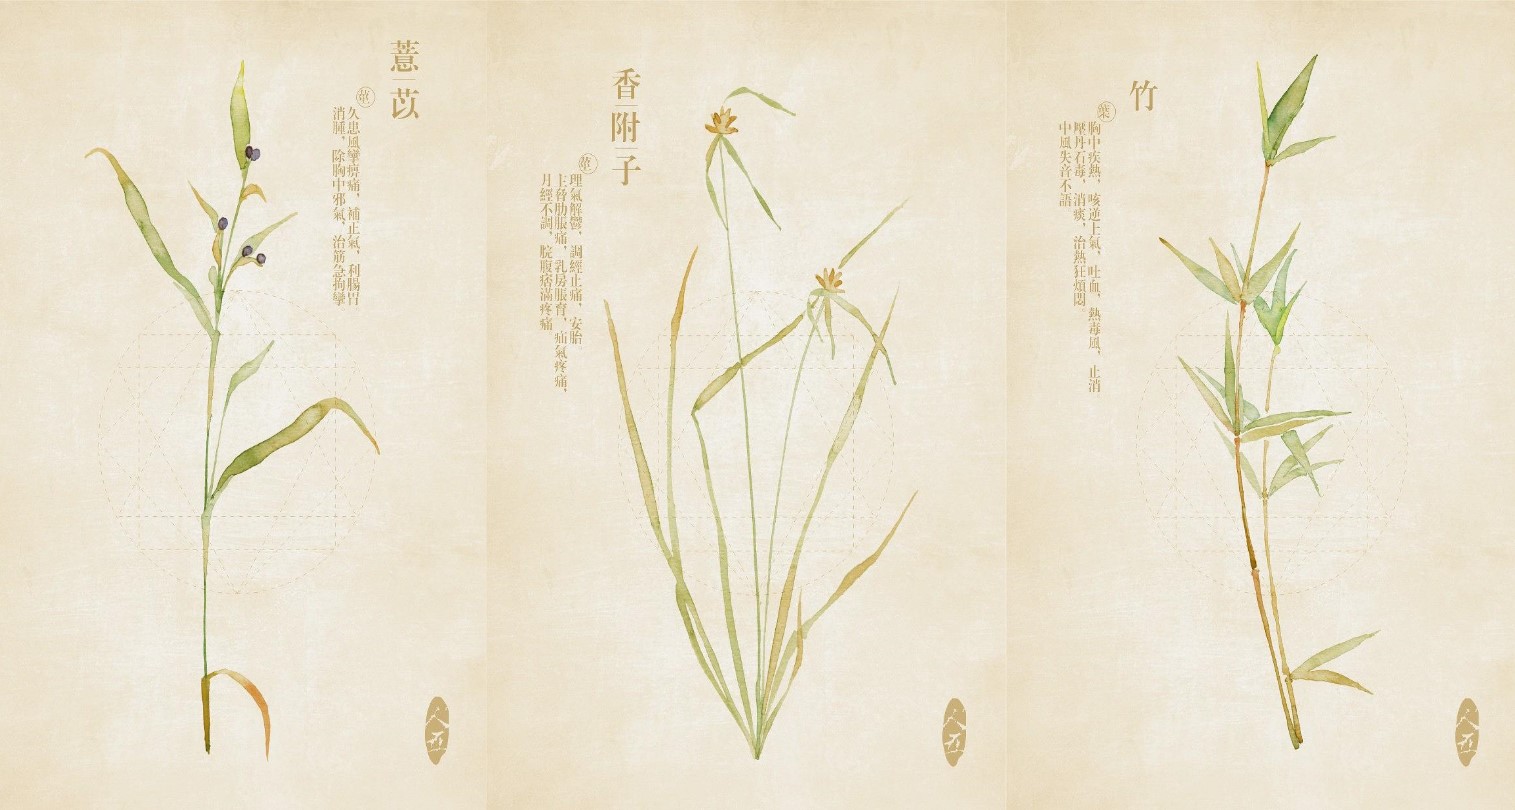 薏苡
華
久患風攣痹痛，補正氣，利腸胃
消腫，除胸中邪氣，治筋急拘攣
香附子
華
理氣解鬱，調經止痛，安胎
主脅肋脹痛，乳房脹疼，疝氣疼痛，
月經不調，脘腹痞滿疼痛
竹
葉
胸中疾熱，咳逆上氣，吐血，熱毒風，止消
壓丹石毒，消痰，治熱狂煩悶，
中風失音不語